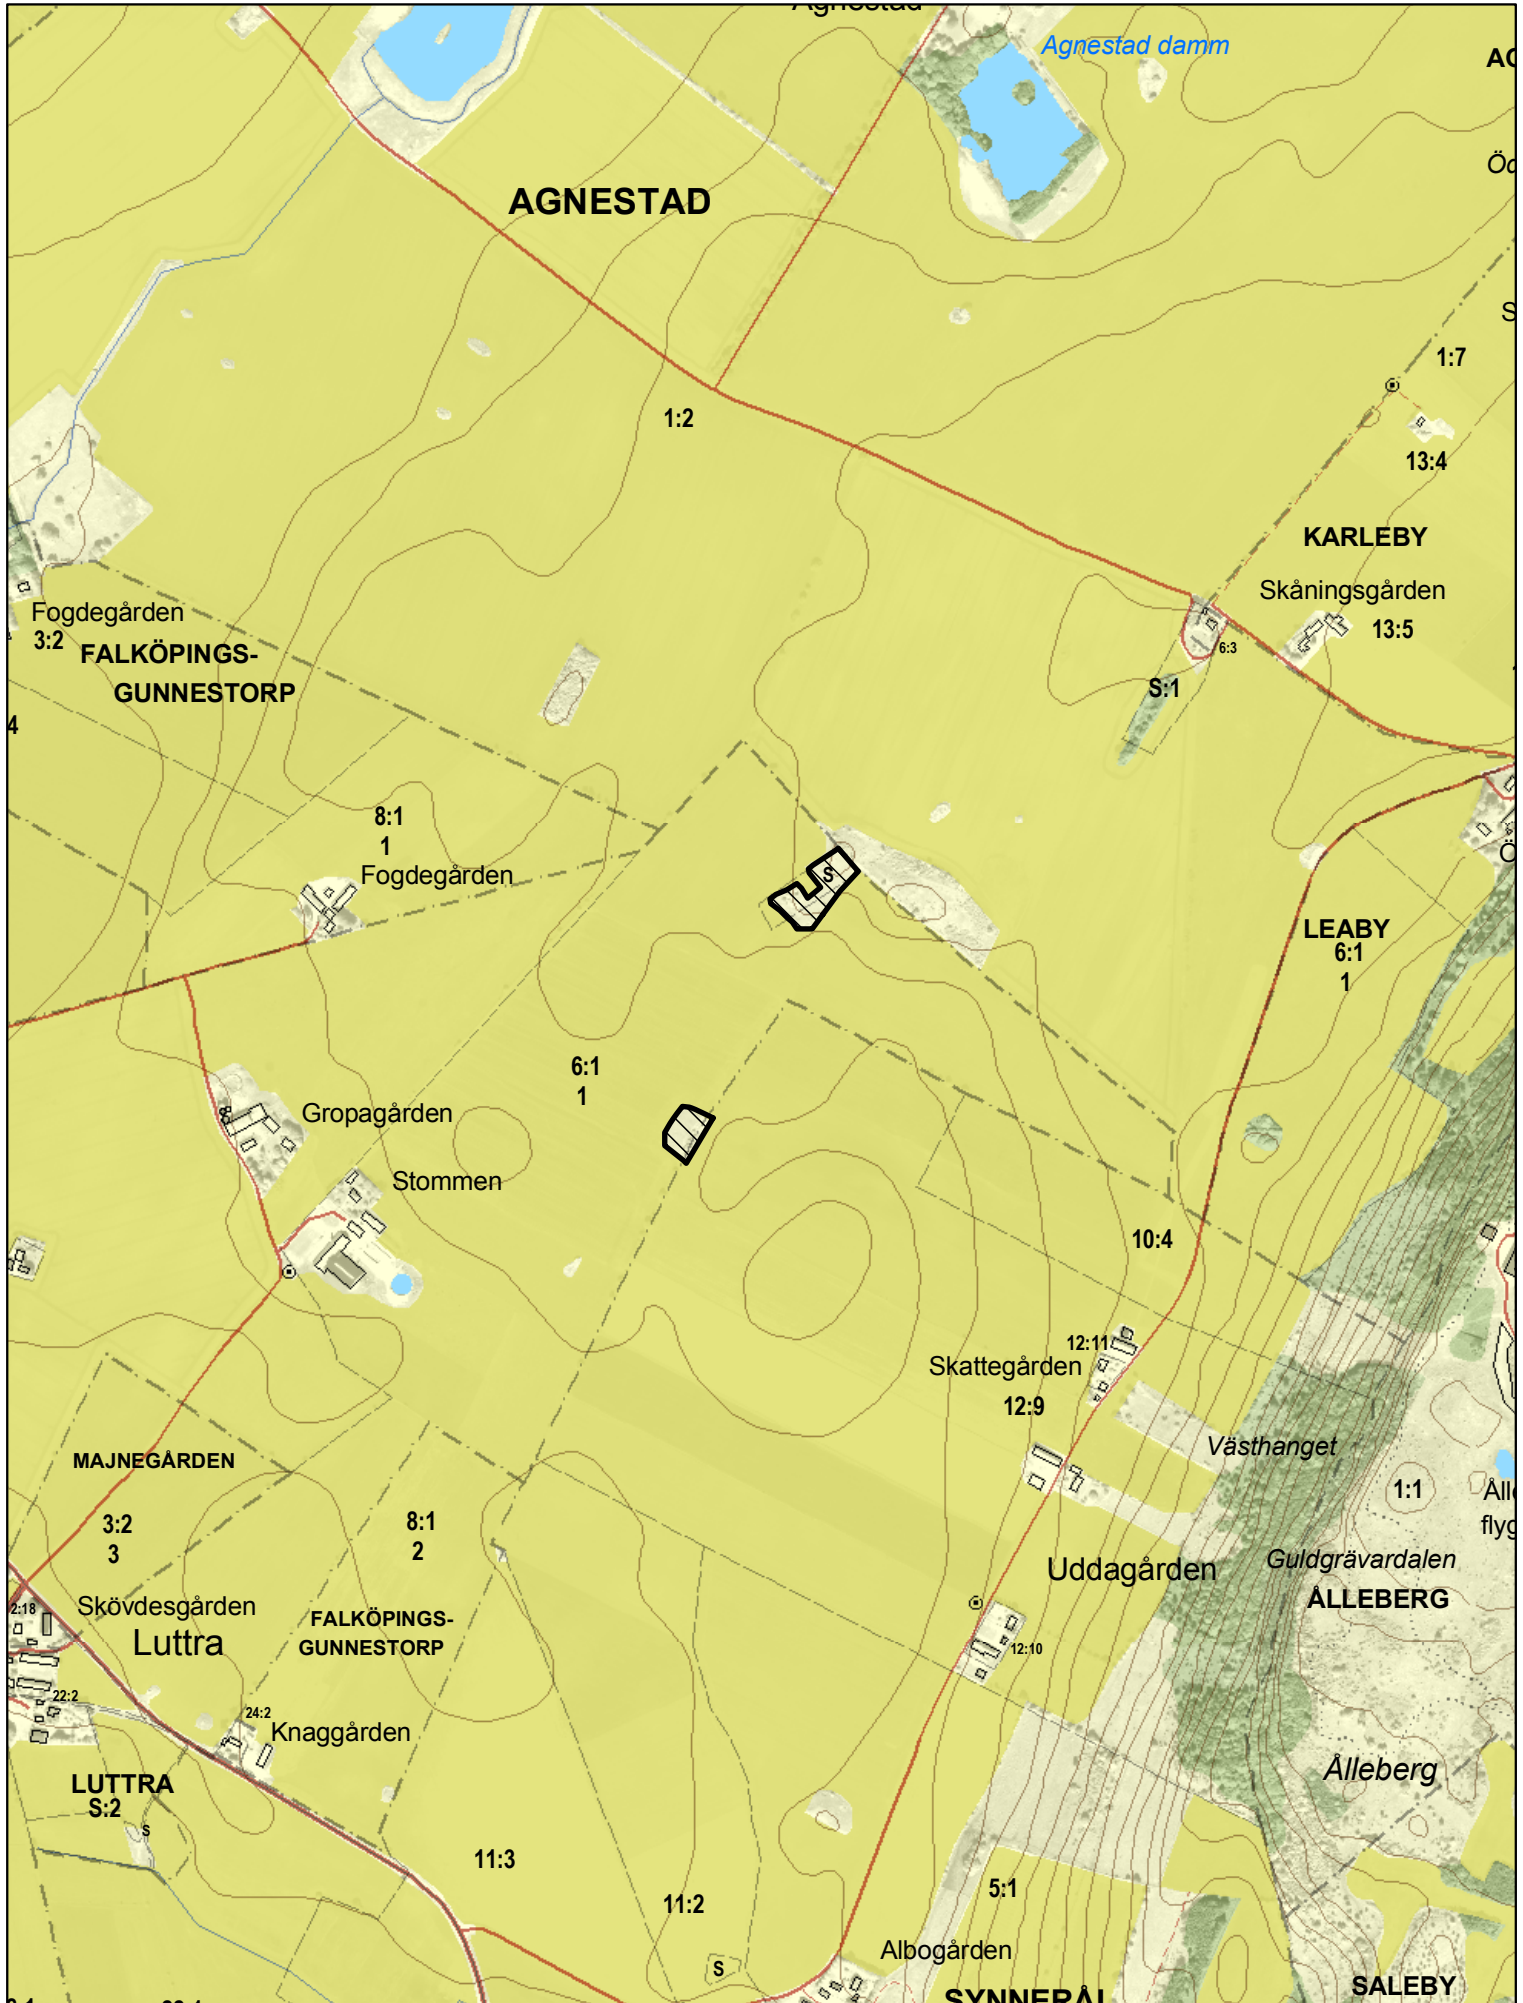 Agnestad damm
AGNESTAD
1:7
1:2
13:4
KARLEBY
Skåningsgården
13:5
6:3
S:1
Fogdegården
3:2
FALKÖPINGS-
GUNNESTORP
4
8:1
1
Fogdegården
S
LEABY
6:1
1
6:1
1
Gropagården
Stommen
10:4
12:11
Skattegården
12:9
Västhanget
1:1
MAJNEGÅRDEN
3:2
3
8:1
2
Guldgrävardalen
ÅLLEBERG
Uddagården
Skövdesgården
2:18
Luttra
FALKÖPINGS-
GUNNESTORP
12:10
22:2
24:2
Knaggården
LUTTRA
S:2
S
Ålleberg
11:3
11:2
5:1
S
Albogården
SALEBY